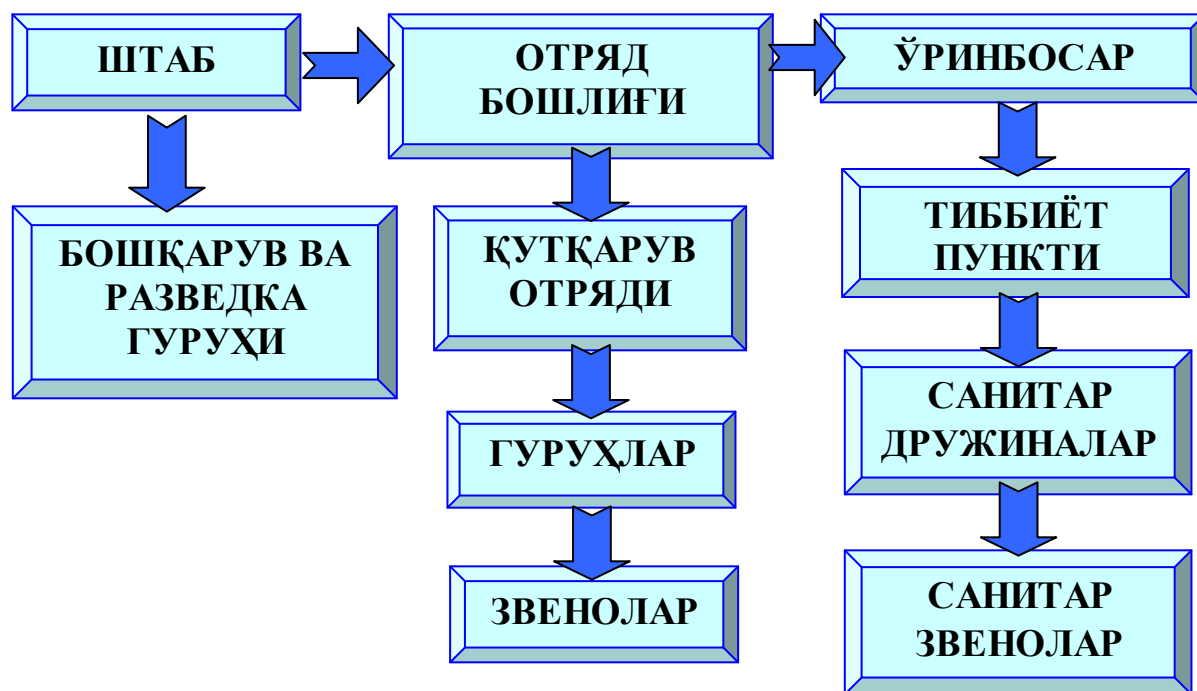 ШТАБ
ОТРЯД
БОШЛИҒИ
ЎРИНБОСАР
БОШҚАРУВ ВА
РАЗВЕДКА
ГУРУҲИ
ҚУТҚАРУВ
ОТРЯДИ
ТИББИЁТ
ПУНКТИ
ГУРУҲЛАР
САНИТАР
ДРУЖИНАЛАР
ЗВЕНОЛАР
САНИТАР
ЗВЕНОЛАР